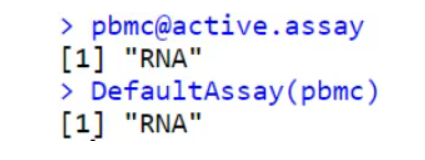 > pbmc@active.assay
[1] "RNA"
> DefaultAssay(pbmc)
[1] "RNA"